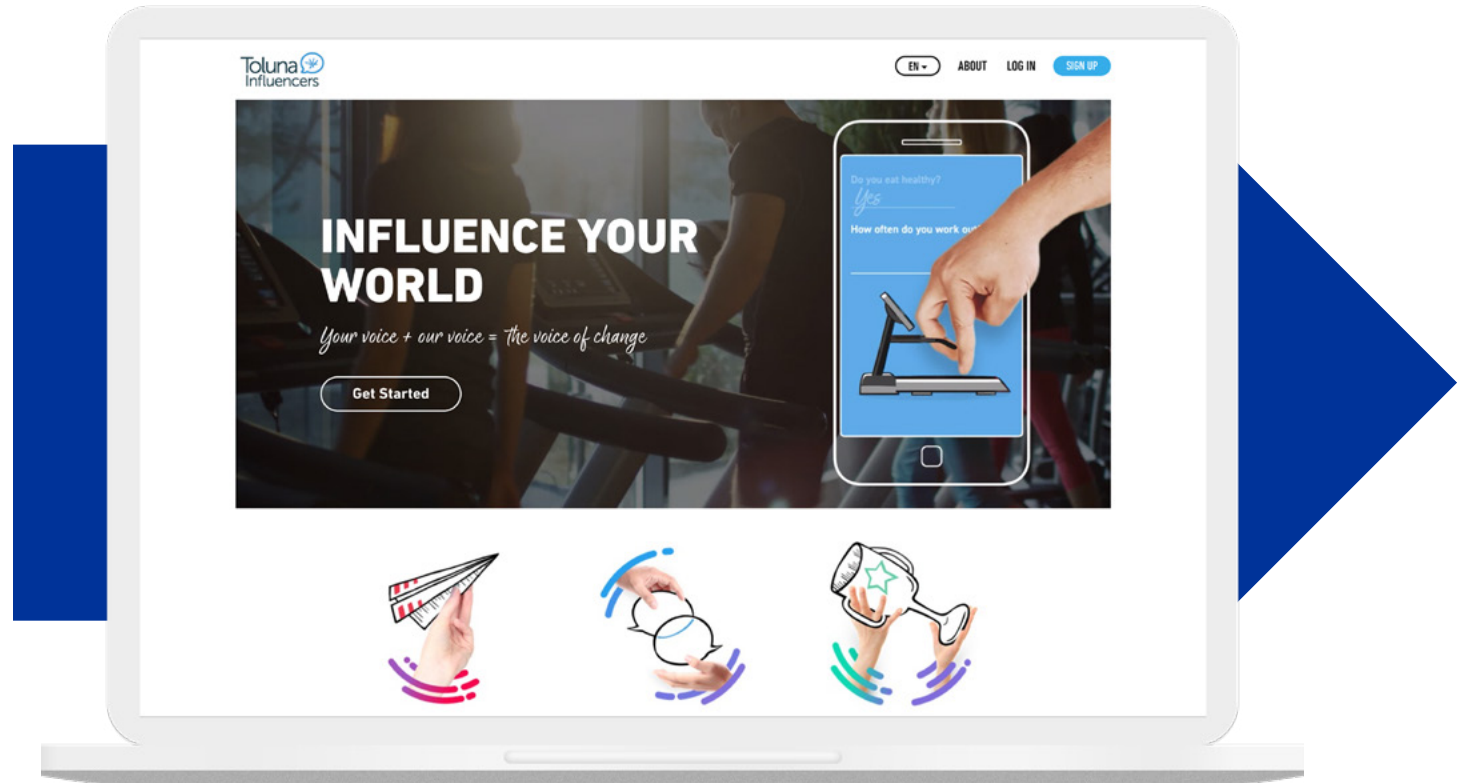 Toluna
Influencers
EN
ABOUT
LOG IN
SIGN UP
INFLUENCE YOUR
WORLD
Your voice + our voice = The voice of change
Get Started
Do you eat healthy?
Yes
How often do you work out